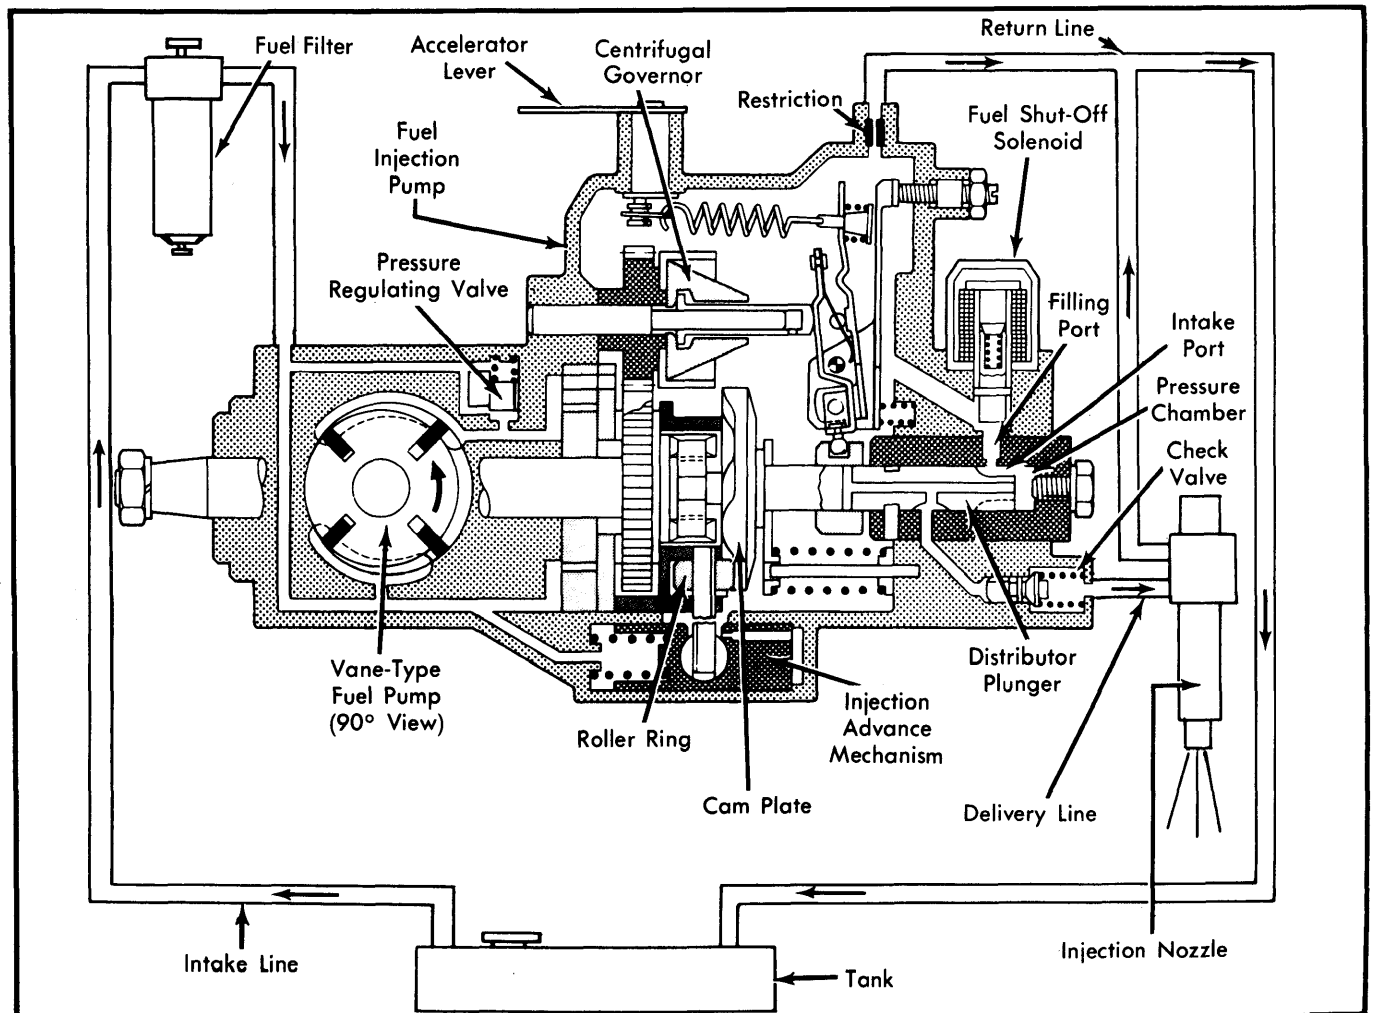 Fuel Filter
Accelerator
Lever
Centrifugal
Governor
Return Line
Restriction
Fuel Shut-Off
Solenoid
Fuel
Injection
Pump
Pressure
Regulating Valve
Filling
Port
Intake
Port
Pressure
Chamber
Check
Valve
Vane-Type
Fuel Pump
(90° View)
Roller Ring
Cam Plate
Injection
Advance
Mechanism
Distributor
Plunger
Delivery Line
Injection Nozzle
Intake Line
Tank